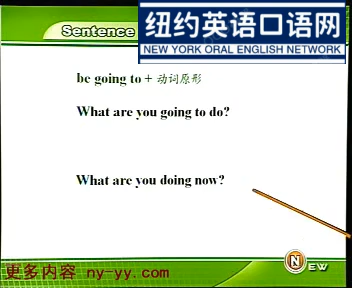 Sentence
纽约英语口语网
NEW YORK ORAL ENGLISH NETWORK
be going to + 动词原形
What are you going to do?
What are you doing now?
NEW
更多内容 ny-yy.com